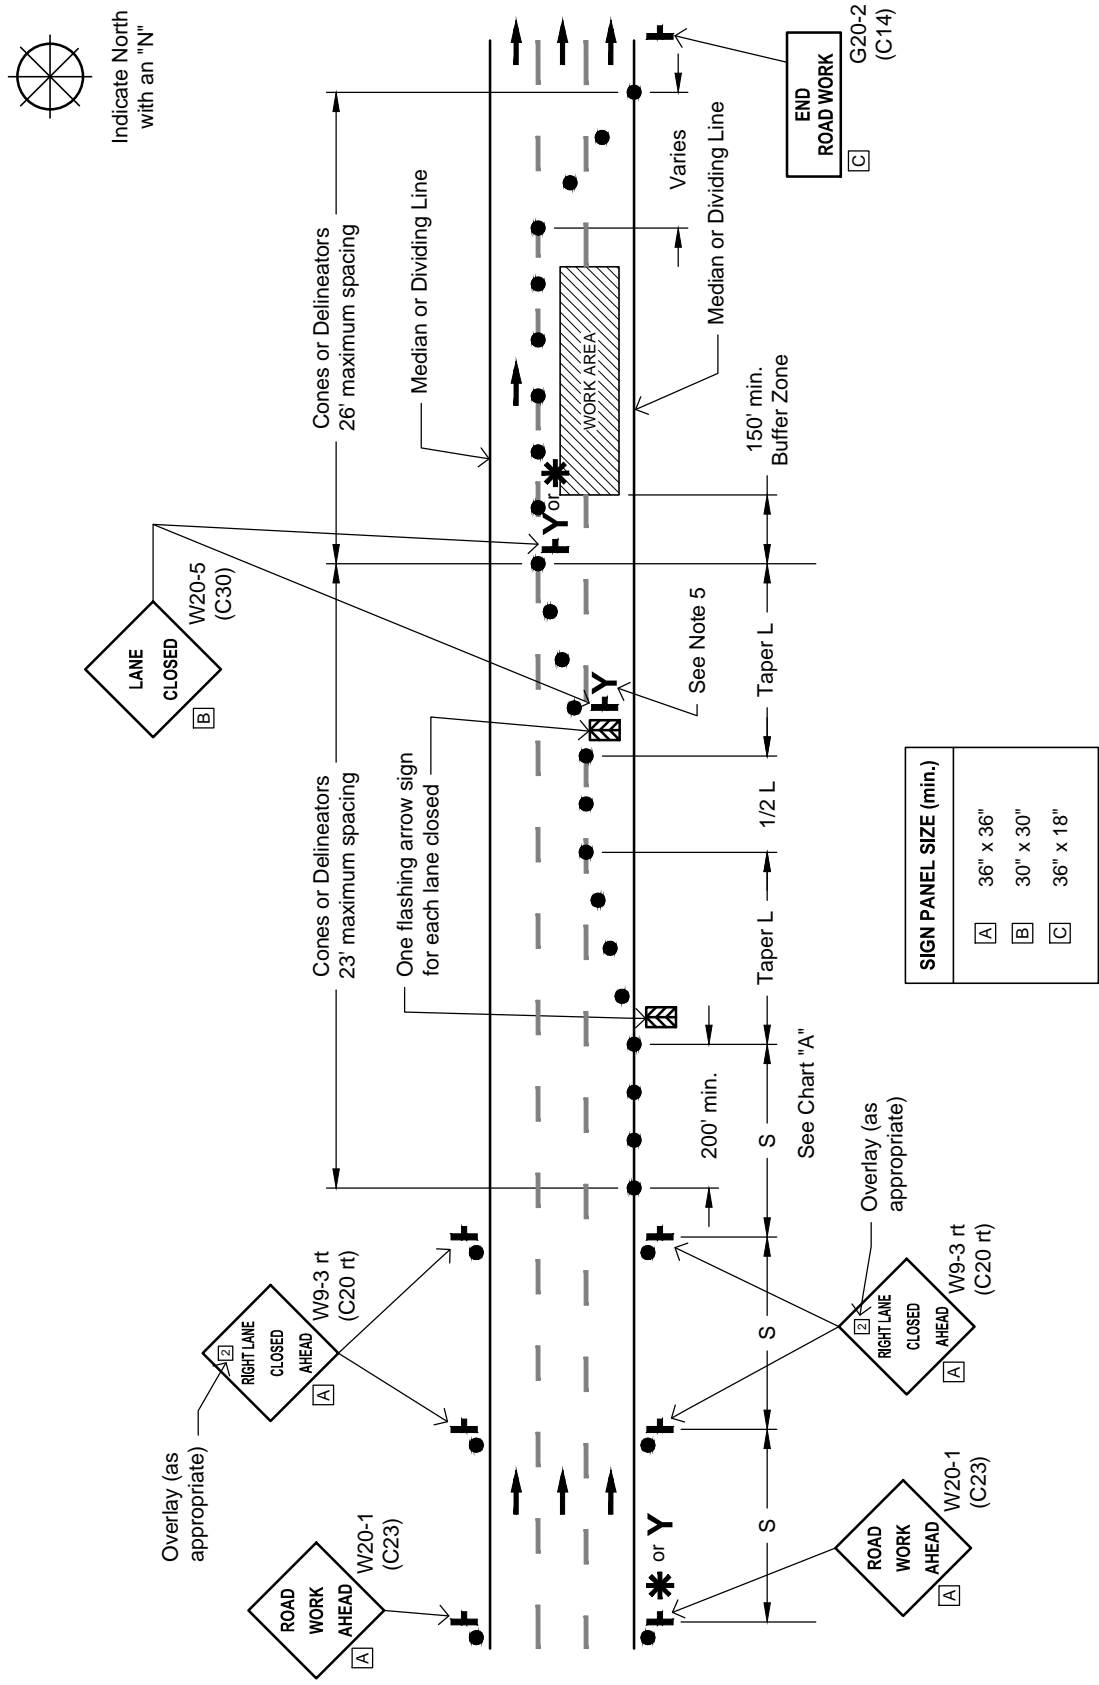 Indicate North
with an "N"
Cones or Delineators
23' maximum spacing
Cones or Delineators
26' maximum spacing
Overlay (as
appropriate)
ROAD
WORK
AHEAD
A
W20-1
(C23)
2
RIGHT LANE
CLOSED
AHEAD
A
W9-3 rt
(C20 rt)
One flashing arrow sign
for each lane closed
LANE
CLOSED
B
W20-5
(C30)
Median or Dividing Line
Y or
Y
or
Y
WORK AREA
See Note 5
Median or Dividing Line
Varies
200' min.
S
S
S
Taper L
1/2 L
Taper L
150' min.
Buffer Zone
See Chart "A"
ROAD
WORK
AHEAD
A
W20-1
(C23)
2
RIGHT LANE
CLOSED
AHEAD
A
W9-3 rt
(C20 rt)
Overlay (as
appropriate)
END
ROAD WORK
C
G20-2
(C14)
SIGN PANEL SIZE (min.)
A 36" x 36"
B 30" x 30"
C 36" x 18"